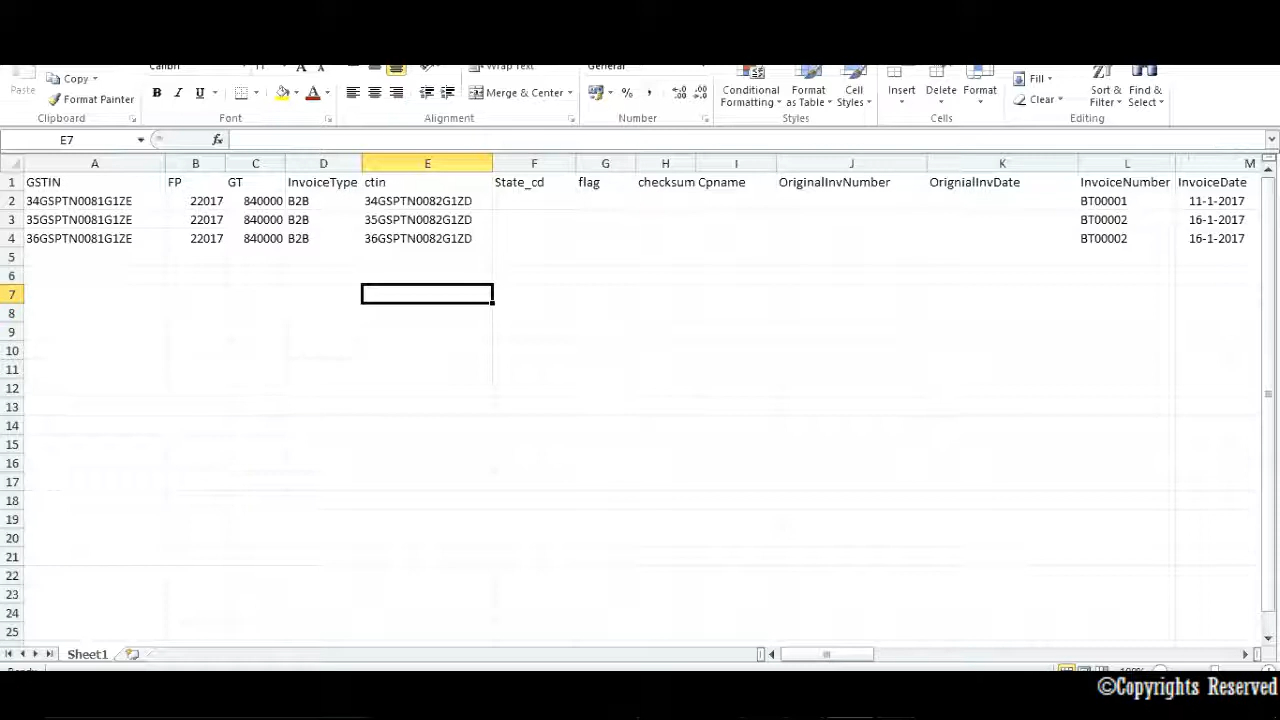 Calibri 11 A A Wrap Text General
Paste Copy Format Painter B I U A Merge & Center % , Conditional Formatting Format as Table Cell Styles Insert Delete Format Fill Clear Sort & Filter Find & Select
Clipboard Font Alignment Number Styles Cells Editing
E7 fx
A B C D E F G H I J K L M
1 GSTIN FP GT InvoiceType ctin State_cd flag checksum Cpname OriginalInvNumber OrignialInvDate InvoiceNumber InvoiceDate
2 34GSPTN0081G1ZE 22017 840000 B2B 34GSPTN0082G1ZD BT00001 11-1-2017
3 35GSPTN0081G1ZE 22017 840000 B2B 35GSPTN0082G1ZD BT00002 16-1-2017
4 36GSPTN0081G1ZE 22017 840000 B2B 36GSPTN0082G1ZD BT00002 16-1-2017
5
6
7
8
9
10
11
12
13
14
15
16
17
18
19
20
21
22
23
24
25
Sheet1
©Copyrights Reserved